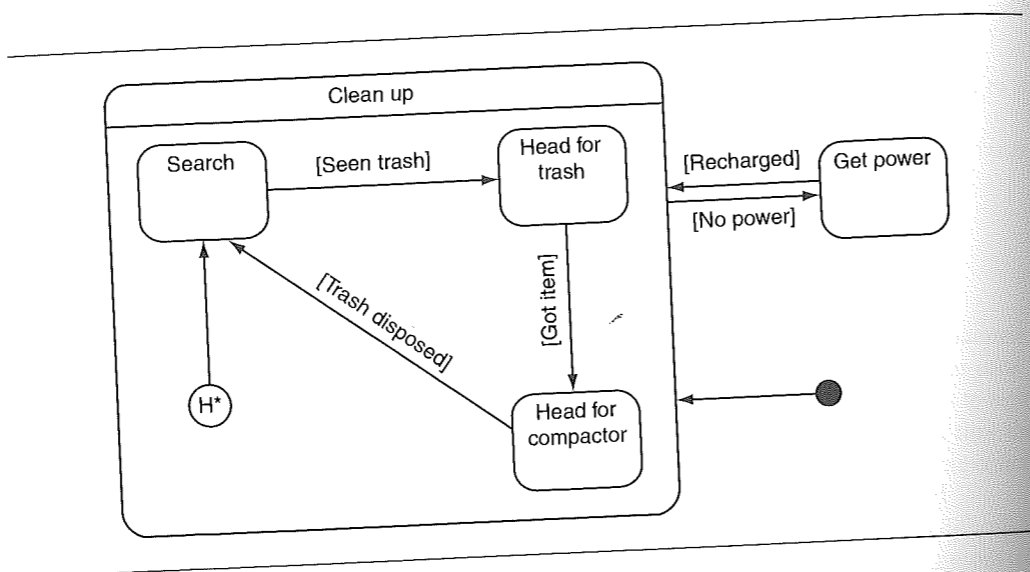 Clean up
Search
[Seen trash]
Head for
trash
[Recharged]
Get power
[No power]
[Got item]
[Trash disposed]
H*
Head for
compactor